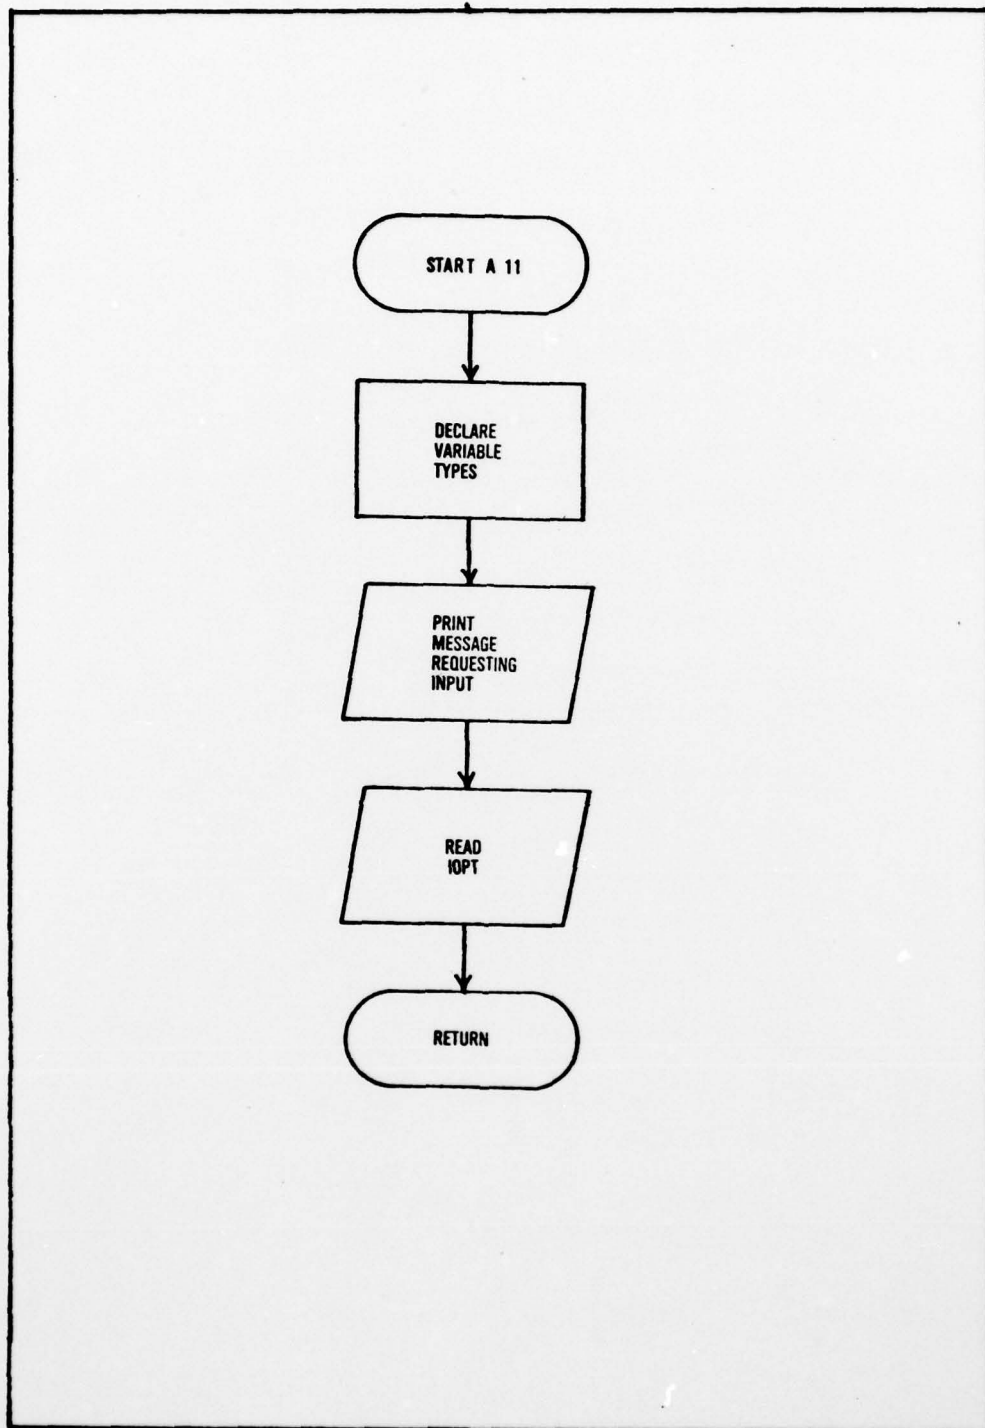 START A 11
DECLARE
VARIABLE
TYPES
PRINT
MESSAGE
REQUESTING
INPUT
READ
IOPT
RETURN